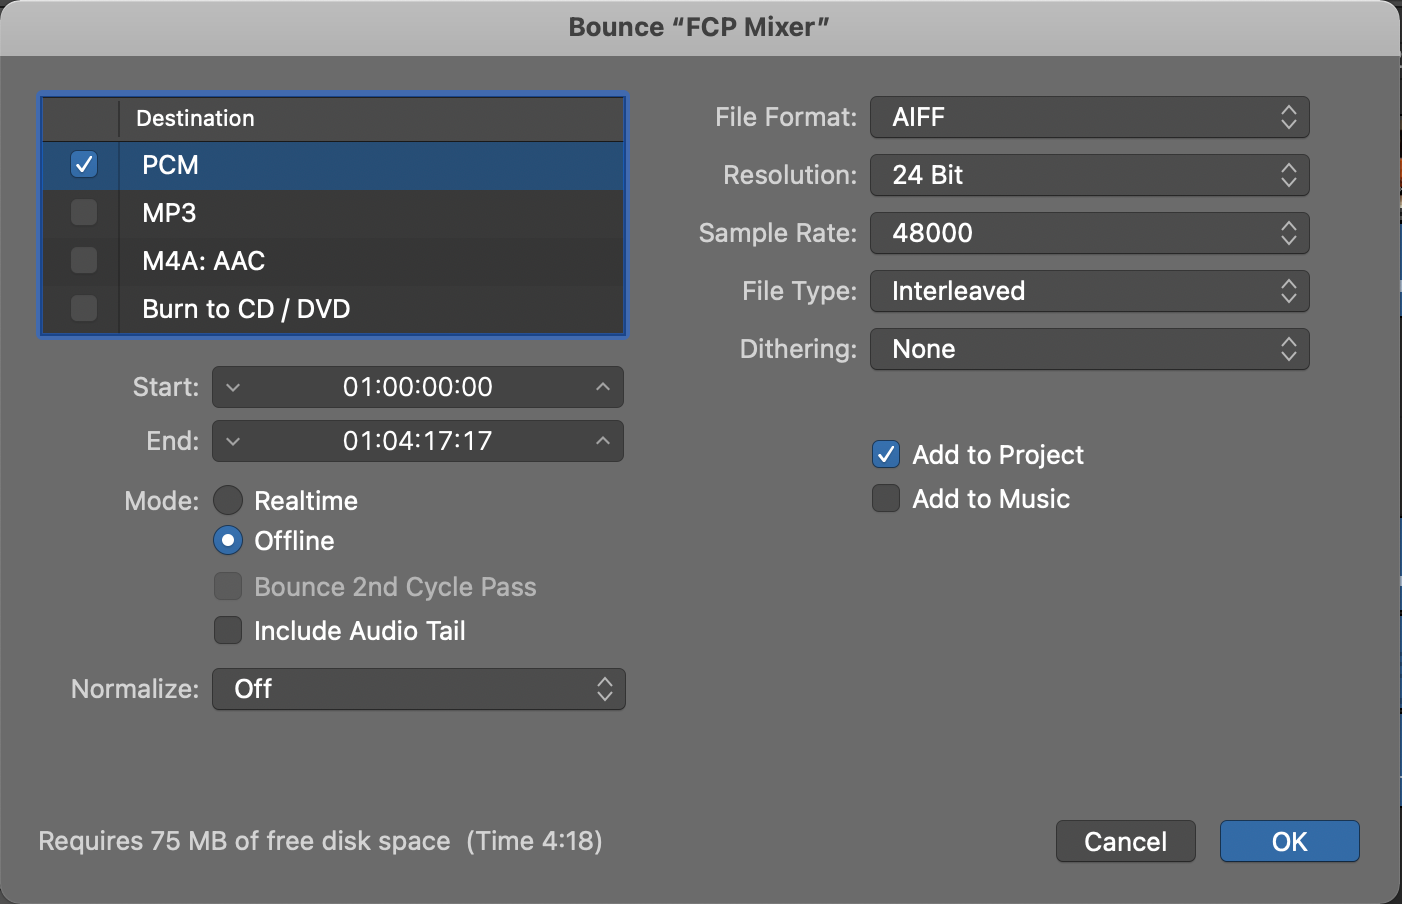 Bounce “FCP Mixer”
Destination
PCM
MP3
M4A: AAC
Burn to CD / DVD
Start: 01:00:00:00
End: 01:04:17:17
Mode: Realtime
Offline
Bounce 2nd Cycle Pass
Include Audio Tail
Normalize: Off
File Format: AIFF
Resolution: 24 Bit
Sample Rate: 48000
File Type: Interleaved
Dithering: None
Add to Project
Add to Music
Requires 75 MB of free disk space (Time 4:18)
Cancel
OK